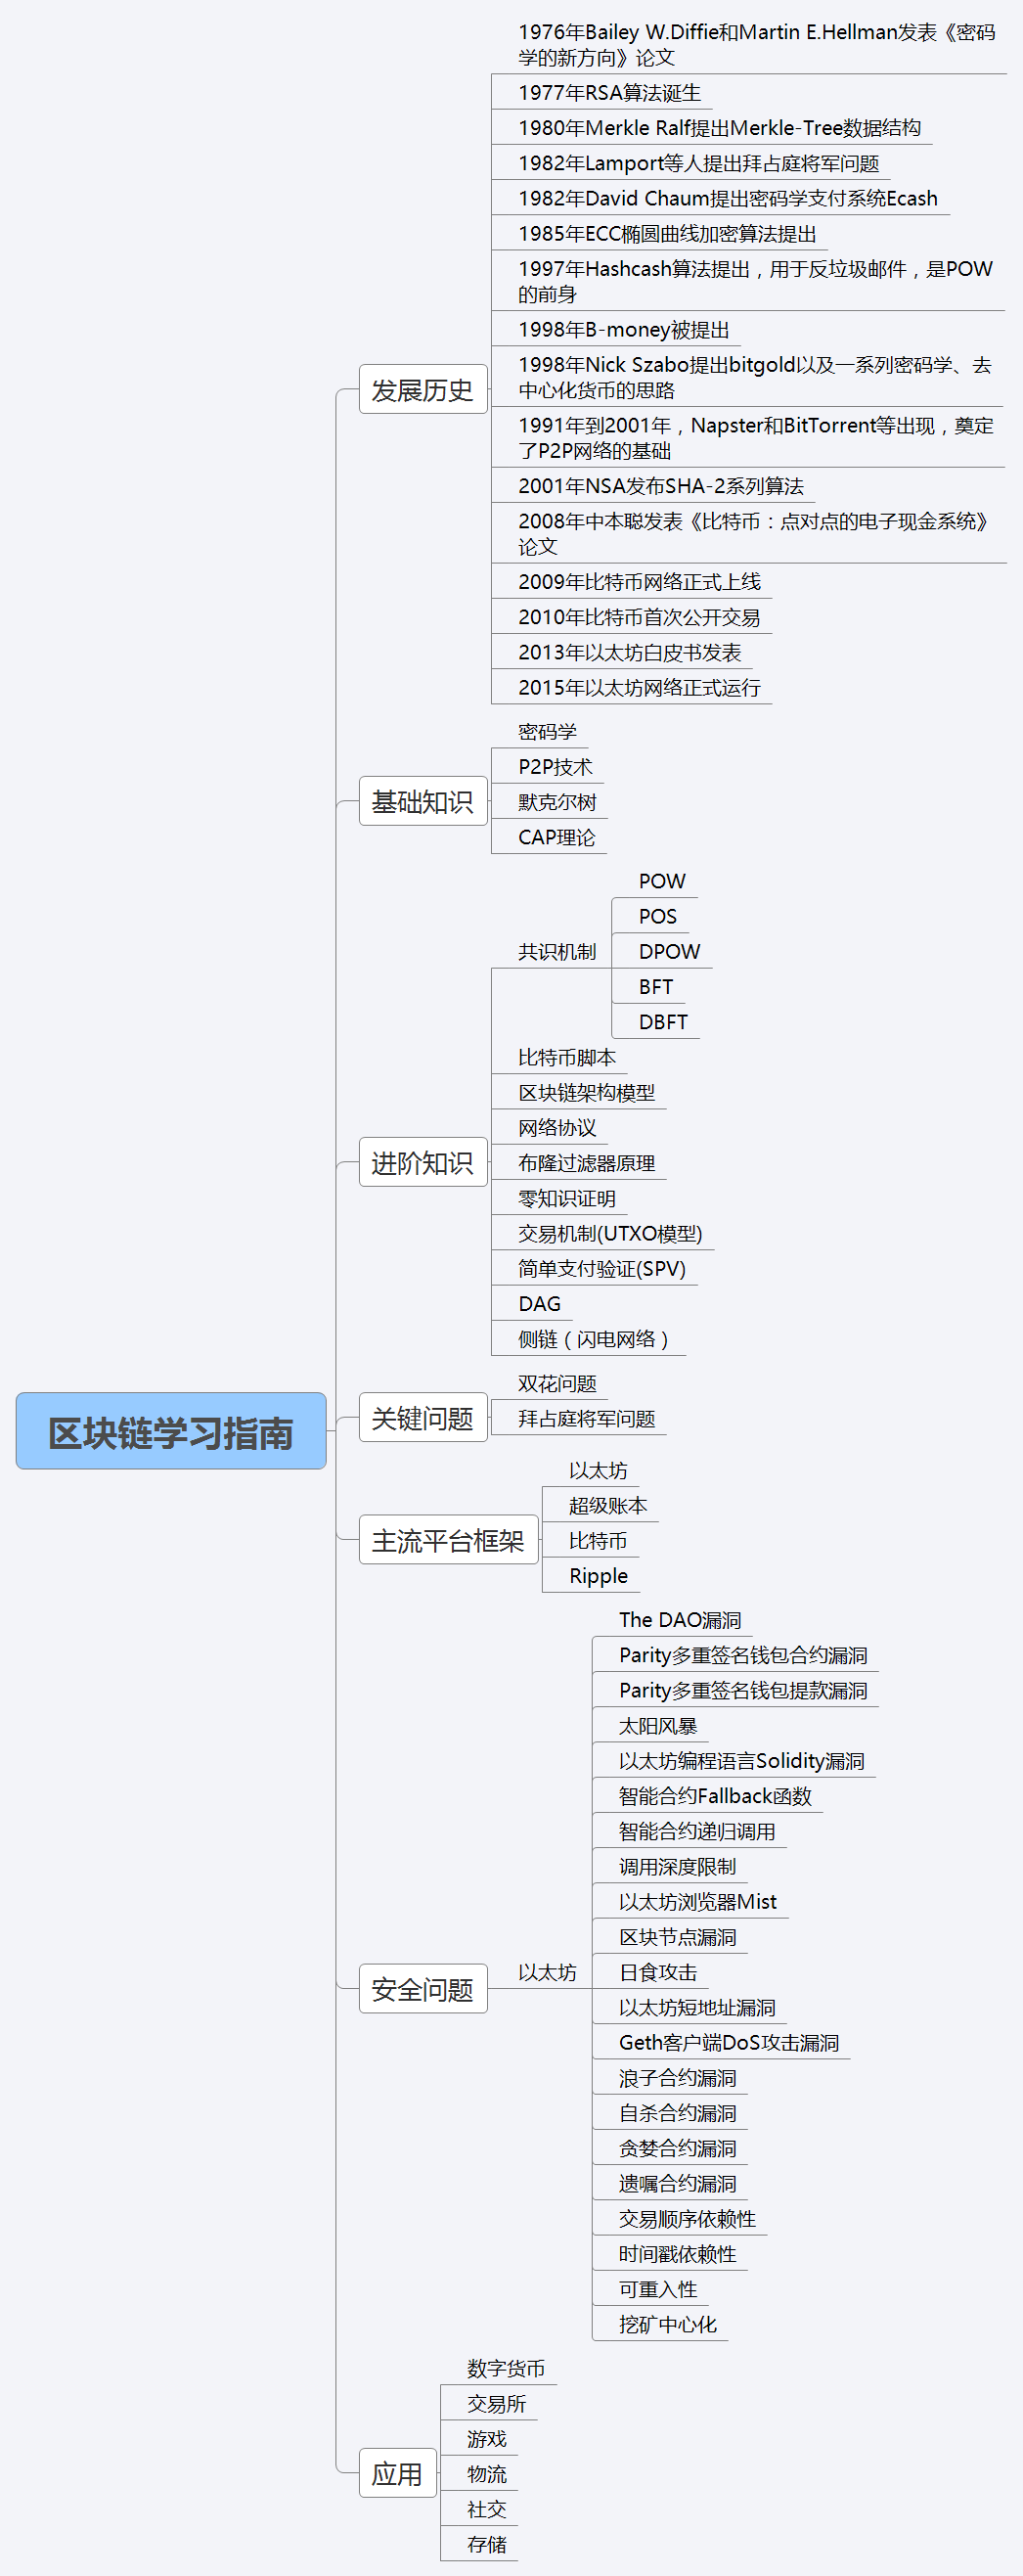 区块链学习指南
发展历史
1976年Bailey W.Diffie和Martin E.Hellman发表《密码
学的新方向》论文
1977年RSA算法诞生
1980年Merkle Ralf提出Merkle-Tree数据结构
1982年Lamport等人提出拜占庭将军问题
1982年David Chaum提出密码学支付系统Ecash
1985年ECC椭圆曲线加密算法提出
1997年Hashcash算法提出，用于反垃圾邮件，是POW
的前身
1998年B-money被提出
1998年Nick Szabo提出bitgold以及一系列密码学、去
中心化货币的思路
1991年到2001年，Napster和BitTorrent等出现，奠定
了P2P网络的基础
2001年NSA发布SHA-2系列算法
2008年中本聪发表《比特币：点对点的电子现金系统》
论文
2009年比特币网络正式上线
2010年比特币首次公开交易
2013年以太坊白皮书发表
2015年以太坊网络正式运行
基础知识
密码学
P2P技术
默克尔树
CAP理论
进阶知识
共识机制
POW
POS
DPOW
BFT
DBFT
比特币脚本
区块链架构模型
网络协议
布隆过滤器原理
零知识证明
交易机制(UTXO模型)
简单支付验证(SPV)
DAG
侧链（闪电网络）
关键问题
双花问题
拜占庭将军问题
主流平台框架
以太坊
超级账本
比特币
Ripple
安全问题
以太坊
The DAO漏洞
Parity多重签名钱包合约漏洞
Parity多重签名钱包提款漏洞
太阳风暴
以太坊编程语言Solidity漏洞
智能合约Fallback函数
智能合约递归调用
调用深度限制
以太坊浏览器Mist
区块节点漏洞
日食攻击
以太坊短地址漏洞
Geth客户端DoS攻击漏洞
浪子合约漏洞
自杀合约漏洞
贪婪合约漏洞
遗嘱合约漏洞
交易顺序依赖性
时间戳依赖性
可重入性
挖矿中心化
应用
数字货币
交易所
游戏
物流
社交
存储